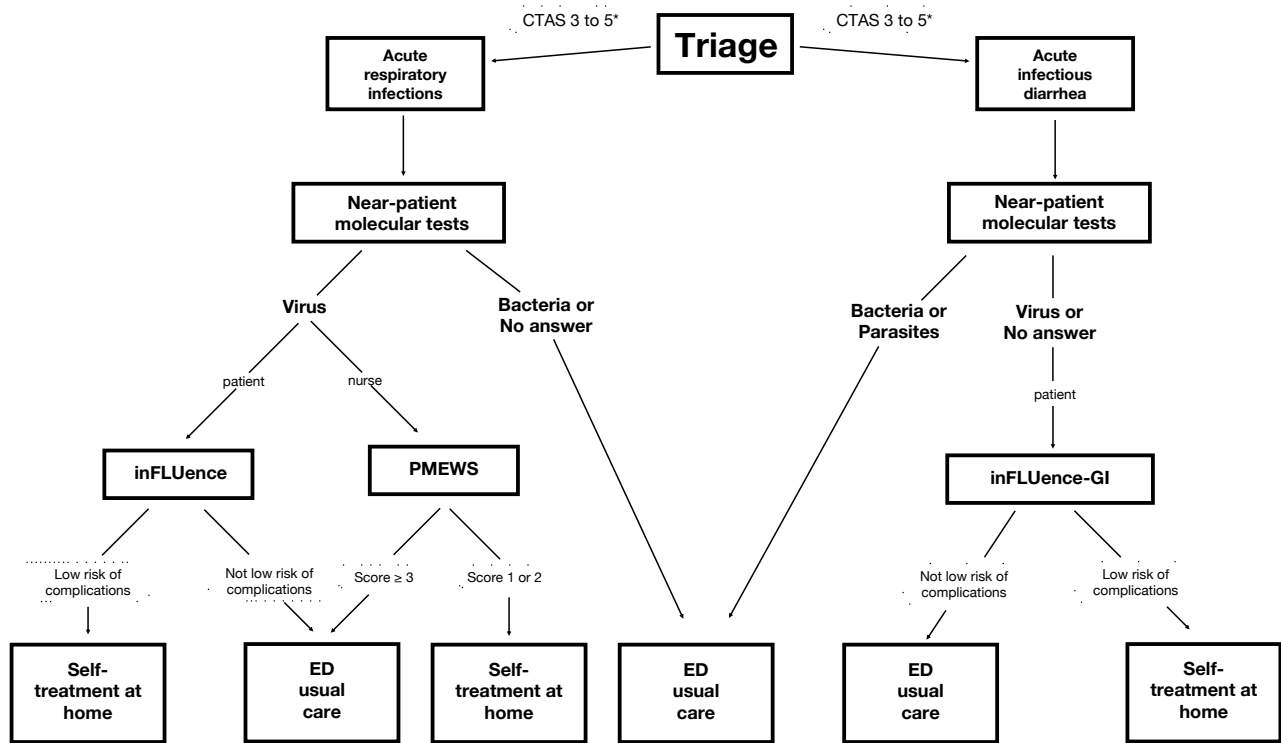 CTAS 3 to 5*
Triage
CTAS 3 to 5*
Acute
respiratory
infections
Acute
infectious
diarrhea
Near-patient
molecular tests
Near-patient
molecular tests
Virus
Bacteria or
No answer
Bacteria or
Parasites
Virus or
No answer
patient
nurse
patient
inFLUence
PMEWS
inFLUence-GI
Low risk of
complications
Not low risk of
complications
Score ≥ 3
Score 1 or 2
Not low risk of
complications
Low risk of
complications
Self-
treatment at
home
ED
usual
care
Self-
treatment at
home
ED
usual
care
ED
usual
care
Self-
treatment at
home